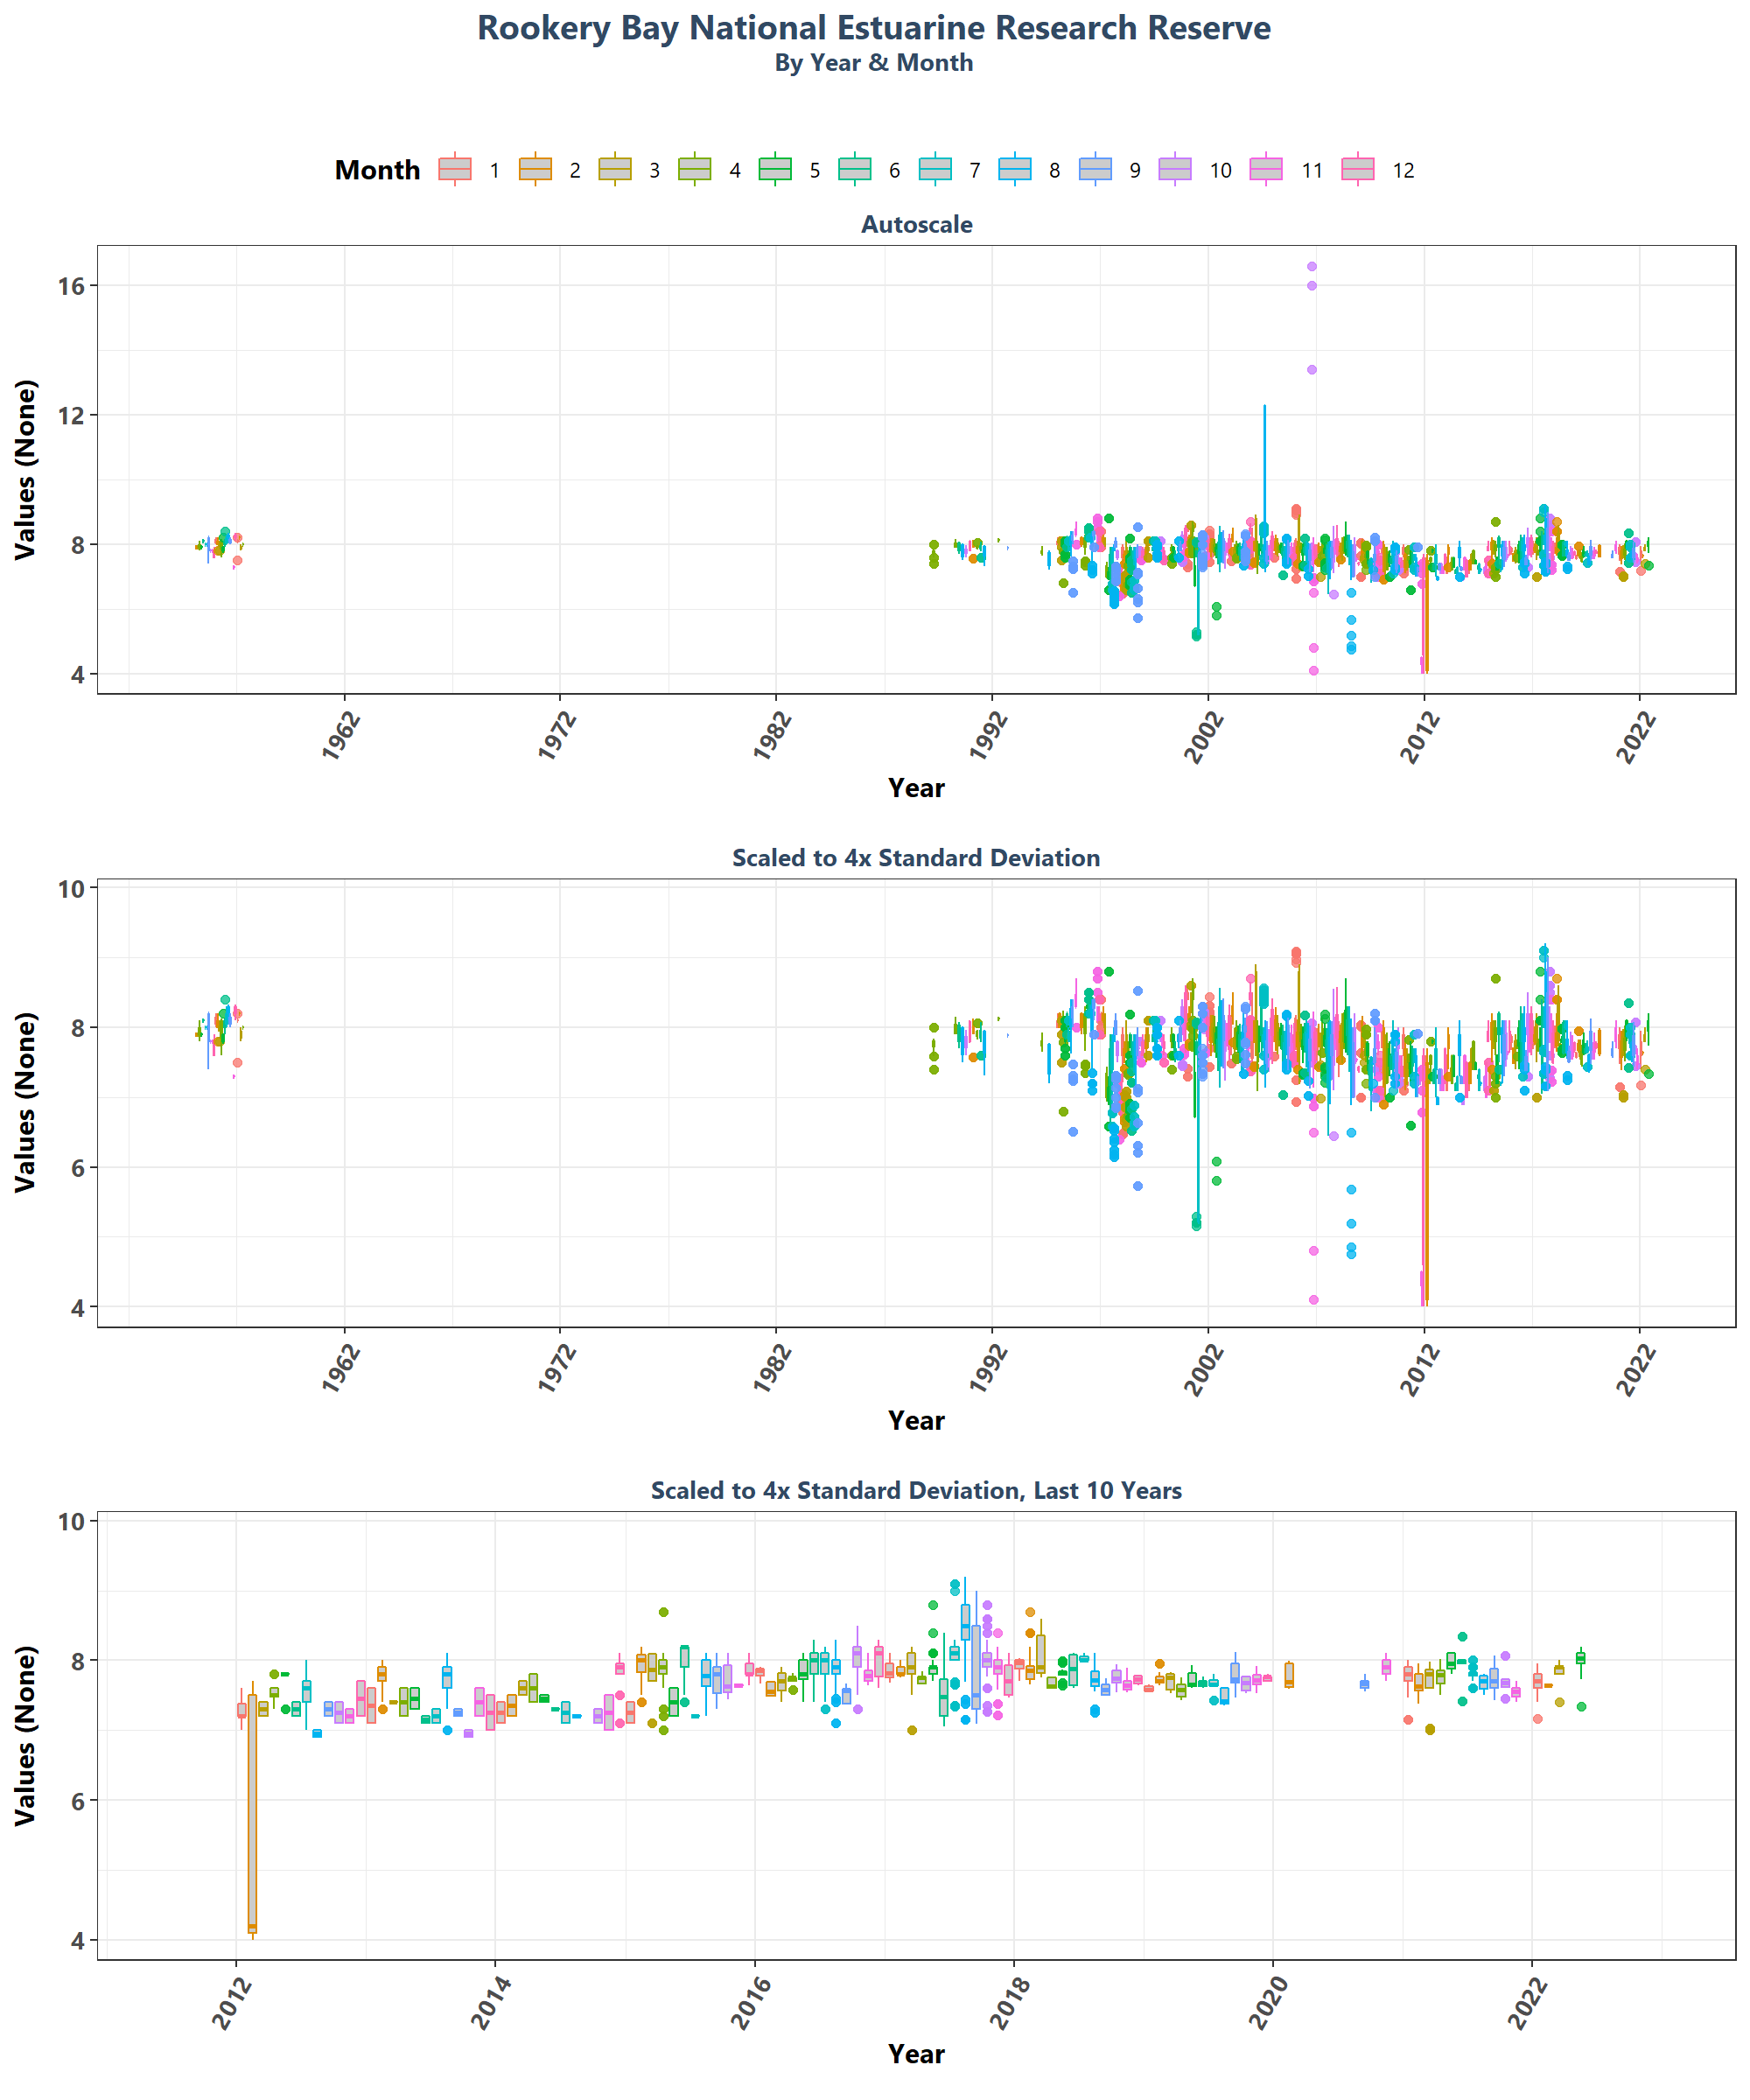 Rookery Bay National Estuarine Research Reserve
By Year & Month
Month 1 2 3 4 5 6 7 8 9 10 11 12
Autoscale
Values (None)
16
12
8
4
1962 1972 1982 1992 2002 2012 2022
Year
Scaled to 4x Standard Deviation
Values (None)
10
8
6
4
1962 1972 1982 1992 2002 2012 2022
Year
Scaled to 4x Standard Deviation, Last 10 Years
Values (None)
10
8
6
4
2012 2014 2016 2018 2020 2022
Year